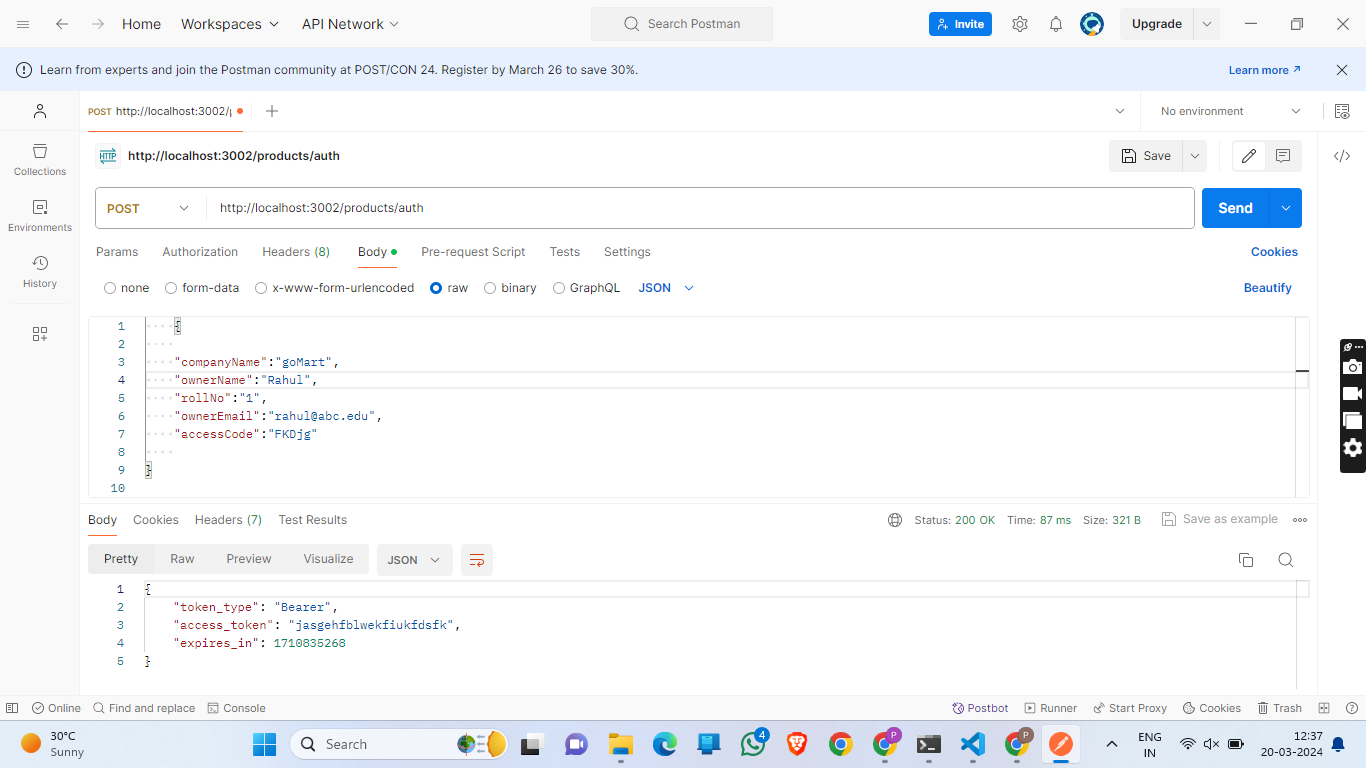 Home Workspaces API Network Search Postman Invite Upgrade
Learn from experts and join the Postman community at POST/CON 24. Register by March 26 to save 30%. Learn more
POST http://localhost:3002/p No environment
HTTP http://localhost:3002/products/auth Save
Collections
Environments
History
POST http://localhost:3002/products/auth Send
Params Authorization Headers (8) Body Pre-request Script Tests Settings Cookies
none form-data x-www-form-urlencoded raw binary GraphQL JSON Beautify
1 {
2
3 "companyName":"goMart",
4 "ownerName":"Rahul",
5 "rollNo":"1",
6 "ownerEmail":"rahul@abc.edu",
7 "accessCode":"FKDjg"
8
9 }
10
Body Cookies Headers (7) Test Results Status: 200 OK Time: 87 ms Size: 321 B Save as example
Pretty Raw Preview Visualize JSON
1 {
2 "token_type": "Bearer",
3 "access_token": "jasgehfblwekfiukfdsfk",
4 "expires_in": 1710835268
5 }
Online Find and replace Console Postbot Runner Start Proxy Cookies Trash
30°C
Sunny
Search
4
P
P
ENG
IN
12:37
20-03-2024